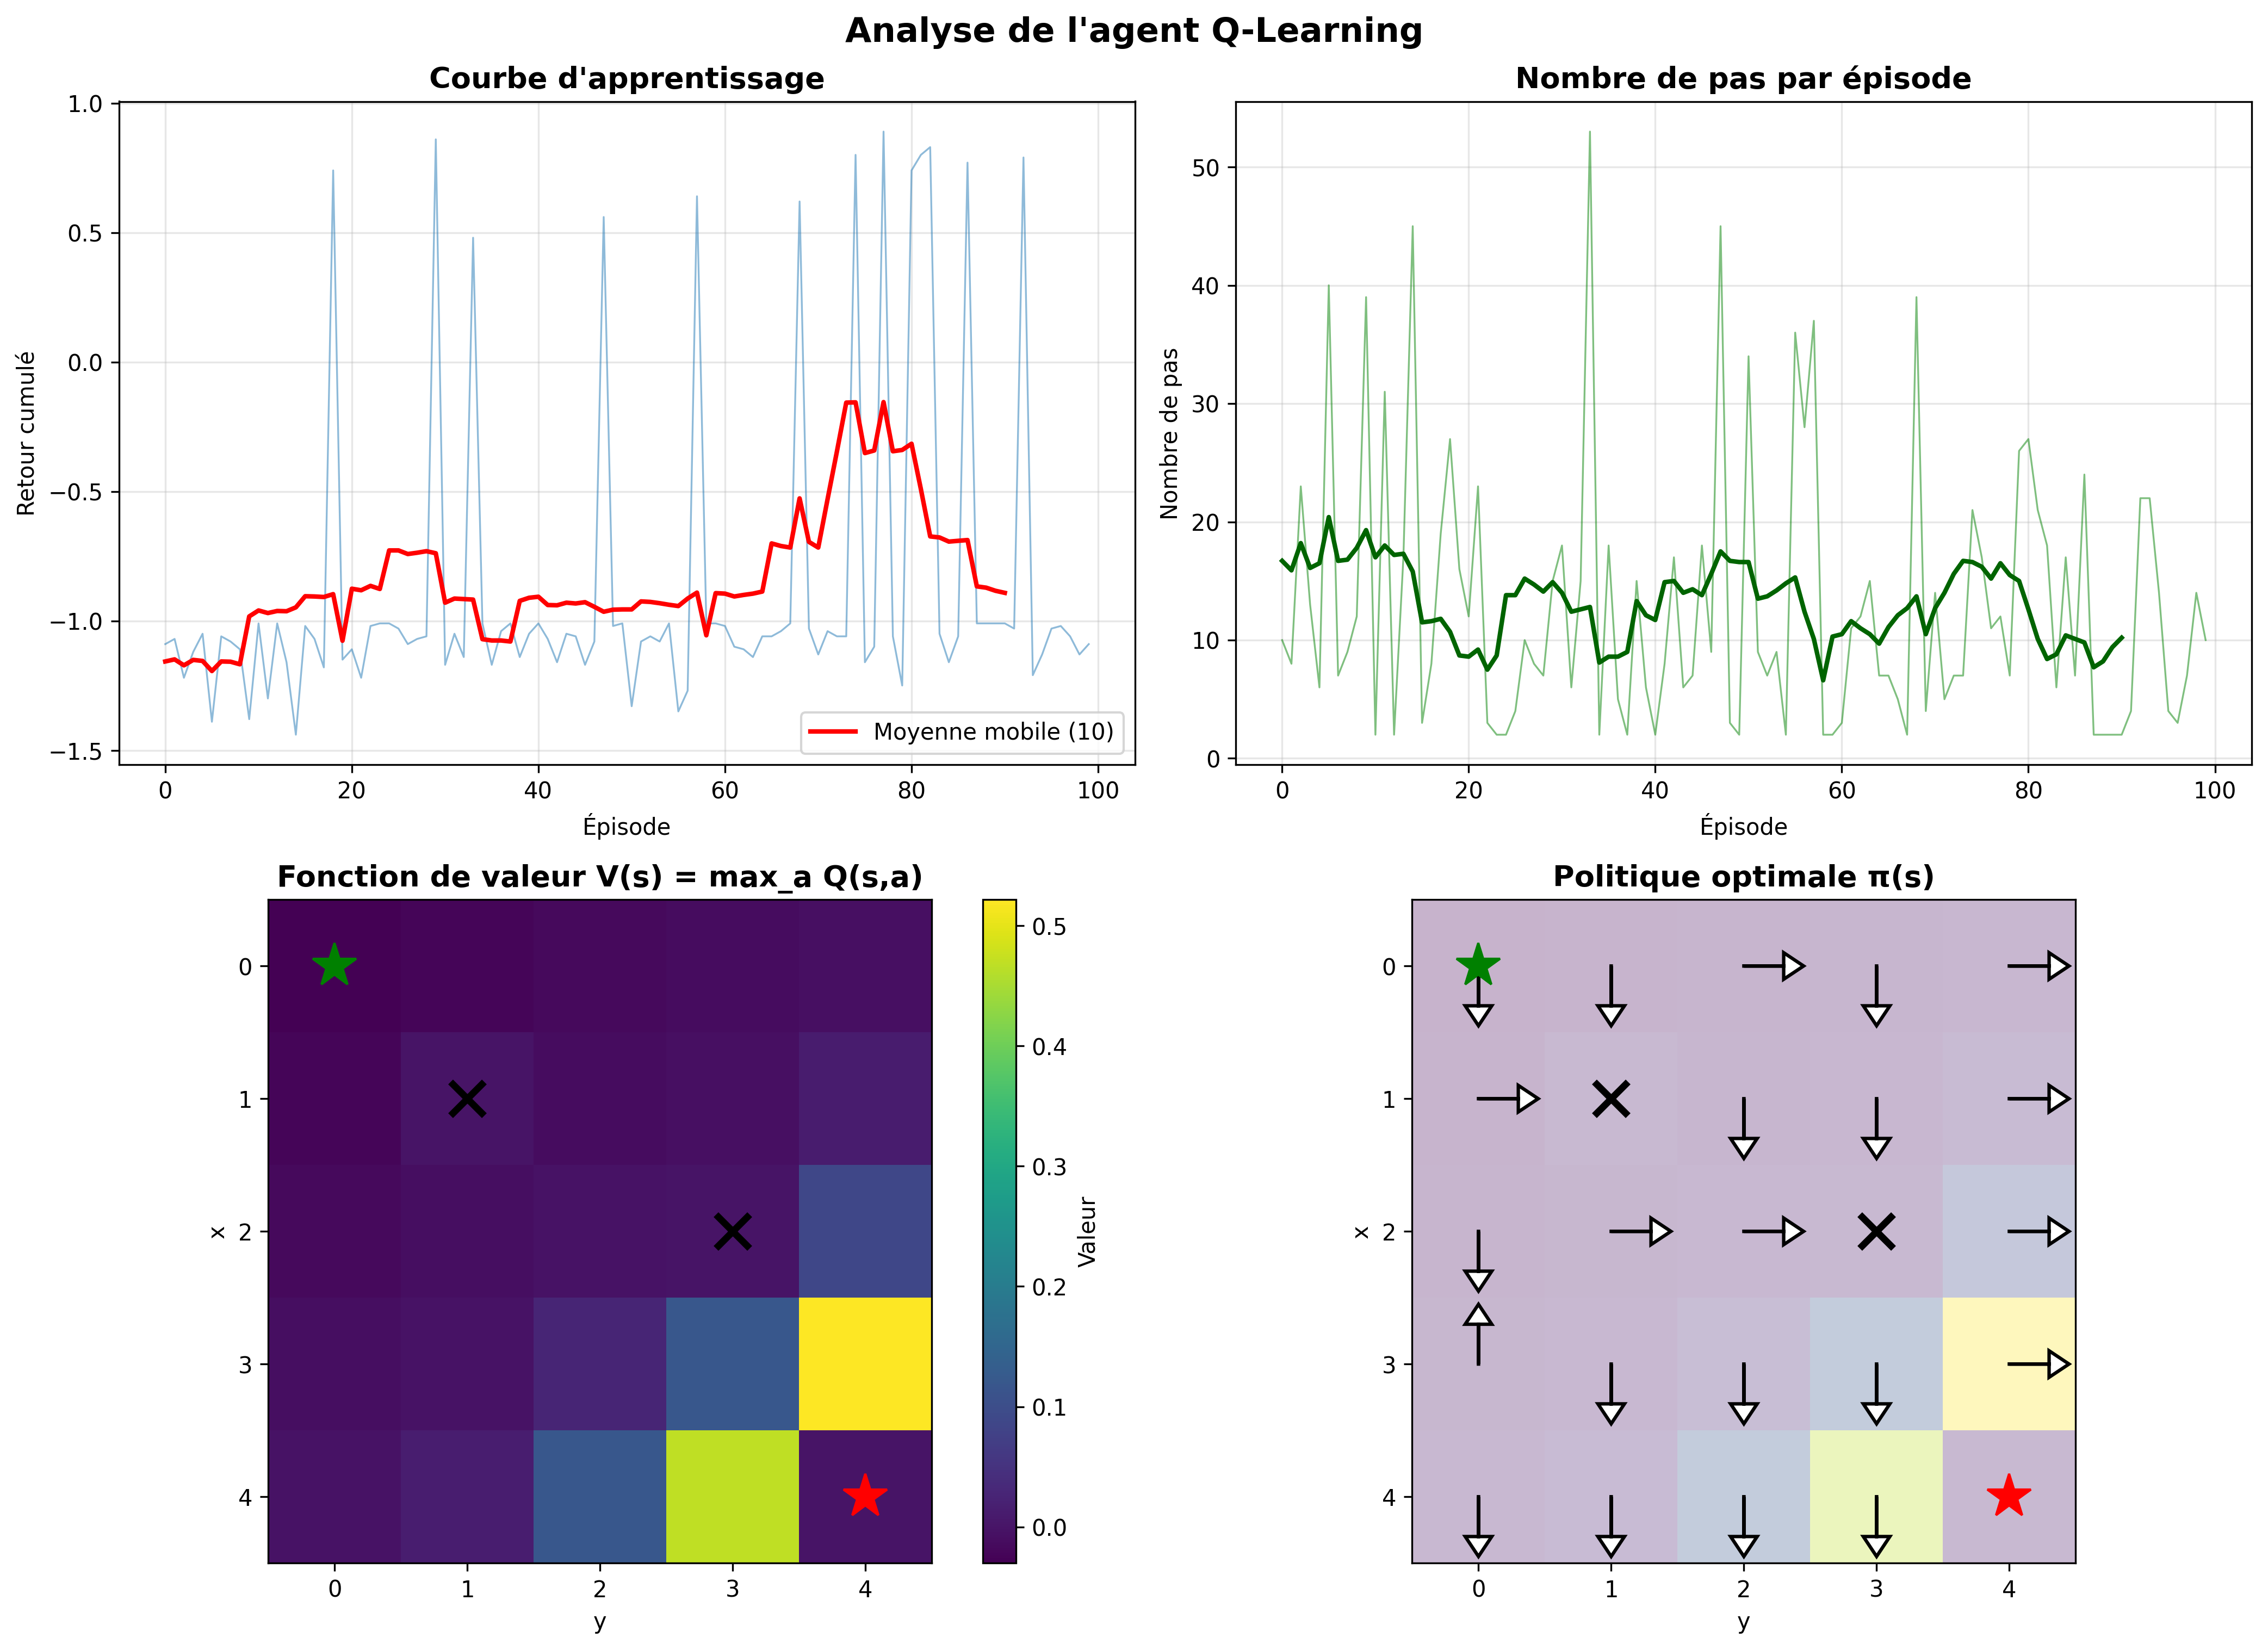 Analyse de l'agent Q-Learning
Courbe d'apprentissage
1.0
0.5
0.0
−0.5
−1.0
−1.5
Retour cumulé
0 20 40 60 80 100
Épisode
Moyenne mobile (10)
Nombre de pas par épisode
50
40
30
20
10
0
Nombre de pas
0 20 40 60 80 100
Épisode
Fonction de valeur V(s) = max_a Q(s,a)
0
1
2
3
4
x
0 1 2 3 4
y
0.5
0.4
0.3
0.2
0.1
0.0
Valeur
Politique optimale π(s)
0
1
2
3
4
x
0 1 2 3 4
y